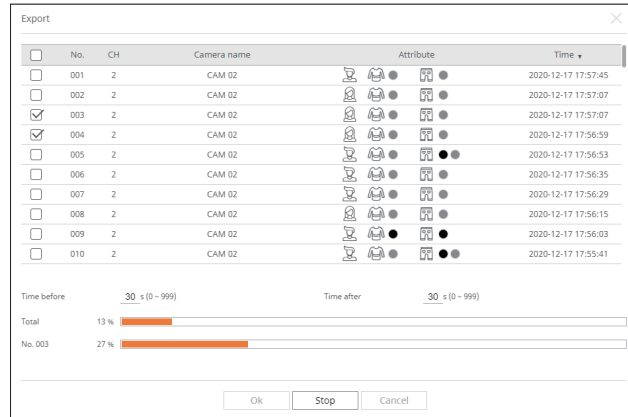 Export
No. CH Camera name Attribute Time
001 2 CAM 02 2020-12-17 17:57:45
002 2 CAM 02 2020-12-17 17:57:07
003 2 CAM 02 2020-12-17 17:57:07
004 2 CAM 02 2020-12-17 17:56:59
005 2 CAM 02 2020-12-17 17:56:53
006 2 CAM 02 2020-12-17 17:56:35
007 2 CAM 02 2020-12-17 17:56:29
008 2 CAM 02 2020-12-17 17:56:15
009 2 CAM 02 2020-12-17 17:56:03
010 2 CAM 02 2020-12-17 17:55:41
Time before 30 s (0 ~ 999) Time after 30 s (0 ~ 999)
Total 13 %
No. 003 27 %
Ok Stop Cancel